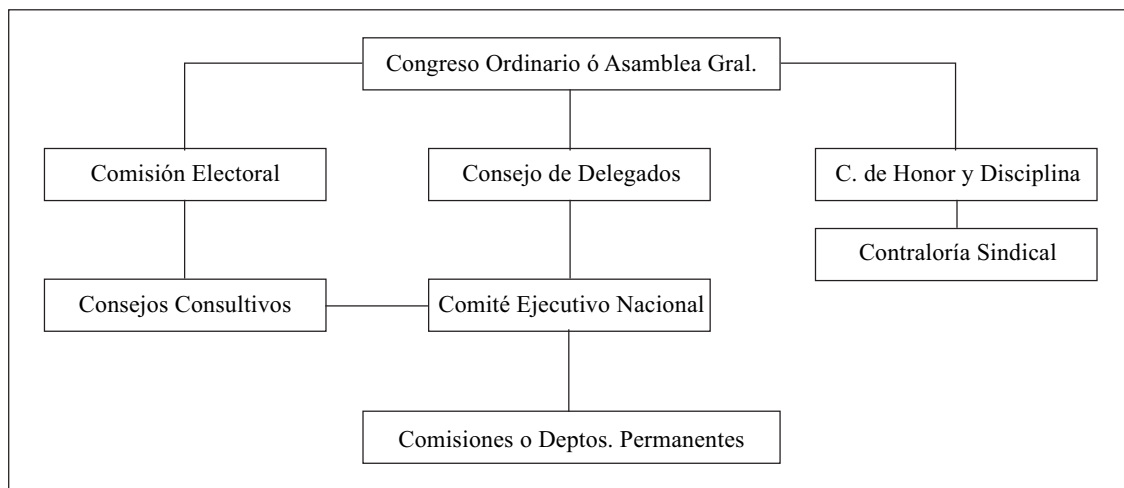 Congreso Ordinario ó Asamblea Gral.
Comisión Electoral
Consejo de Delegados
C. de Honor y Disciplina
Contraloría Sindical
Consejos Consultivos
Comité Ejecutivo Nacional
Comisiones o Deptos. Permanentes